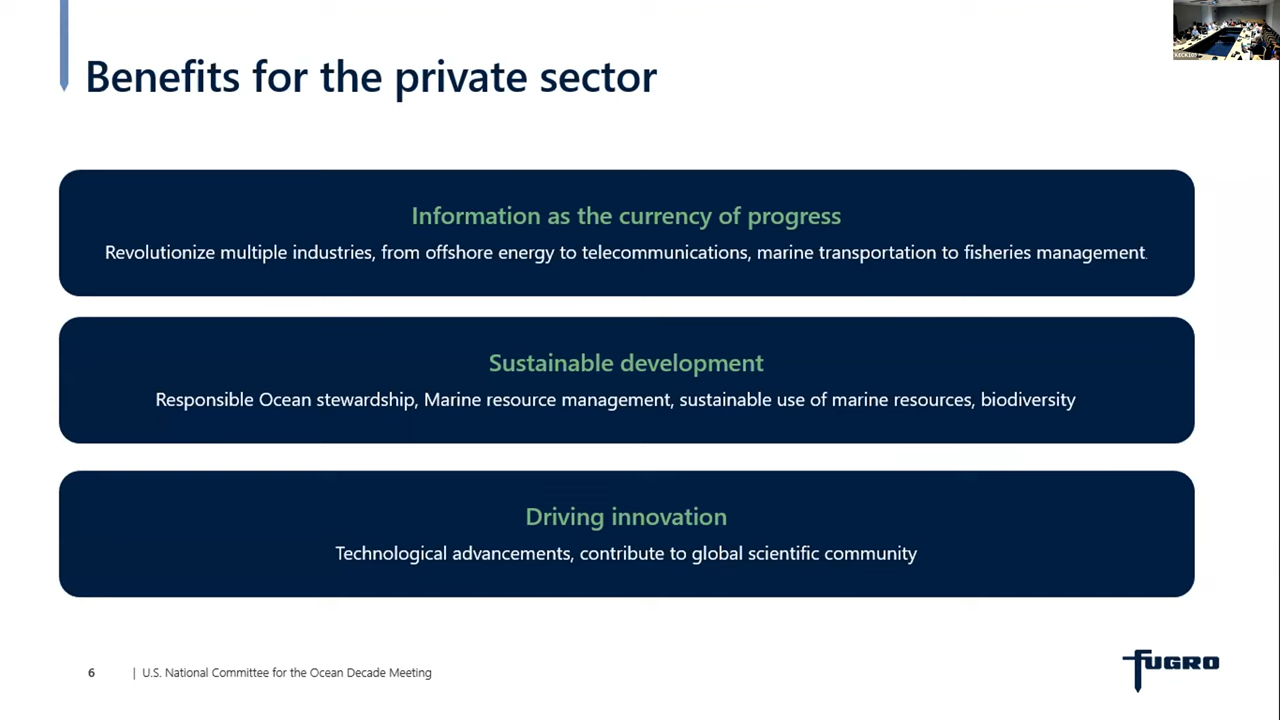 Benefits for the private sector
Information as the currency of progress
Revolutionize multiple industries, from offshore energy to telecommunications, marine transportation to fisheries management.
Sustainable development
Responsible Ocean stewardship, Marine resource management, sustainable use of marine resources, biodiversity
Driving innovation
Technological advancements, contribute to global scientific community
6 | U.S. National Committee for the Ocean Decade Meeting
FUGRO